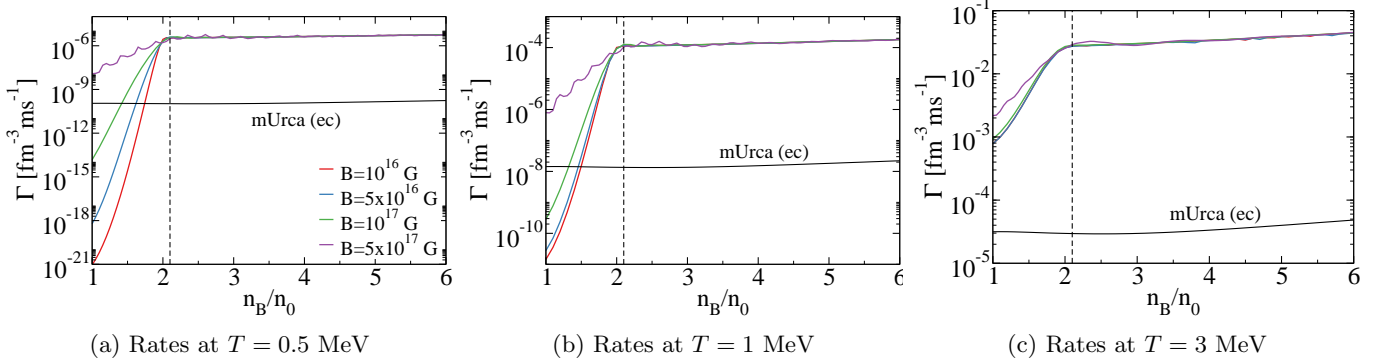 10^-6
10^-9
10^-11
10^-15
10^-18
10^-21
Γ [fm^-3 ms^-1]
mUrca (ec)
B=10^16 G
B=5x10^16 G
B=10^17 G
B=5x10^17 G
1 2 3 4 5 6
n_B/n_0
(a) Rates at T = 0.5 MeV
10^-4
10^-6
10^-8
10^-10
Γ [fm^-3 ms^-1]
mUrca (ec)
1 2 3 4 5 6
n_B/n_0
(b) Rates at T = 1 MeV
10^-1
10^-2
10^-3
10^-4
10^-5
Γ [fm^-3 ms^-1]
mUrca (ec)
1 2 3 4 5 6
n_B/n_0
(c) Rates at T = 3 MeV